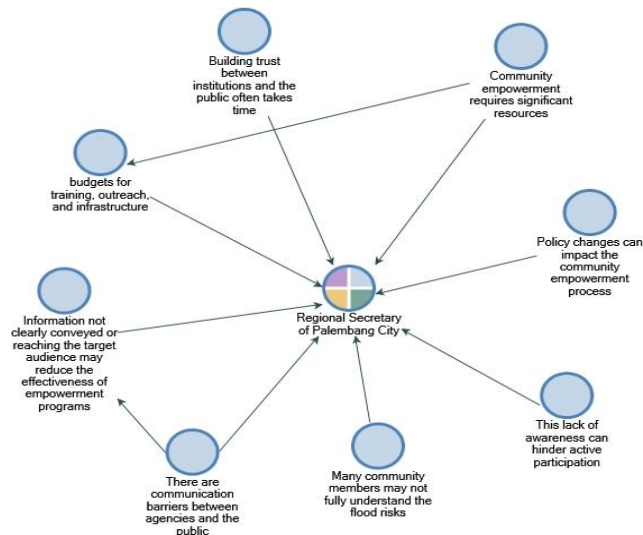 Building trust
between
institutions and the
public often takes
time
Community
empowerment
requires significant
resources
budgets for
training, outreach,
and infrastructure
Policy changes can
impact the
community
empowerment
process
Regional Secretary
of Palembang City
Information not
clearly conveyed or
reaching the target
audience may
reduce the
effectiveness of
empowerment
programs
This lack of
awareness can
hinder active
participation
There are
communication
barriers between
agencies and the
public
Many community
members may not
fully understand the
flood risks